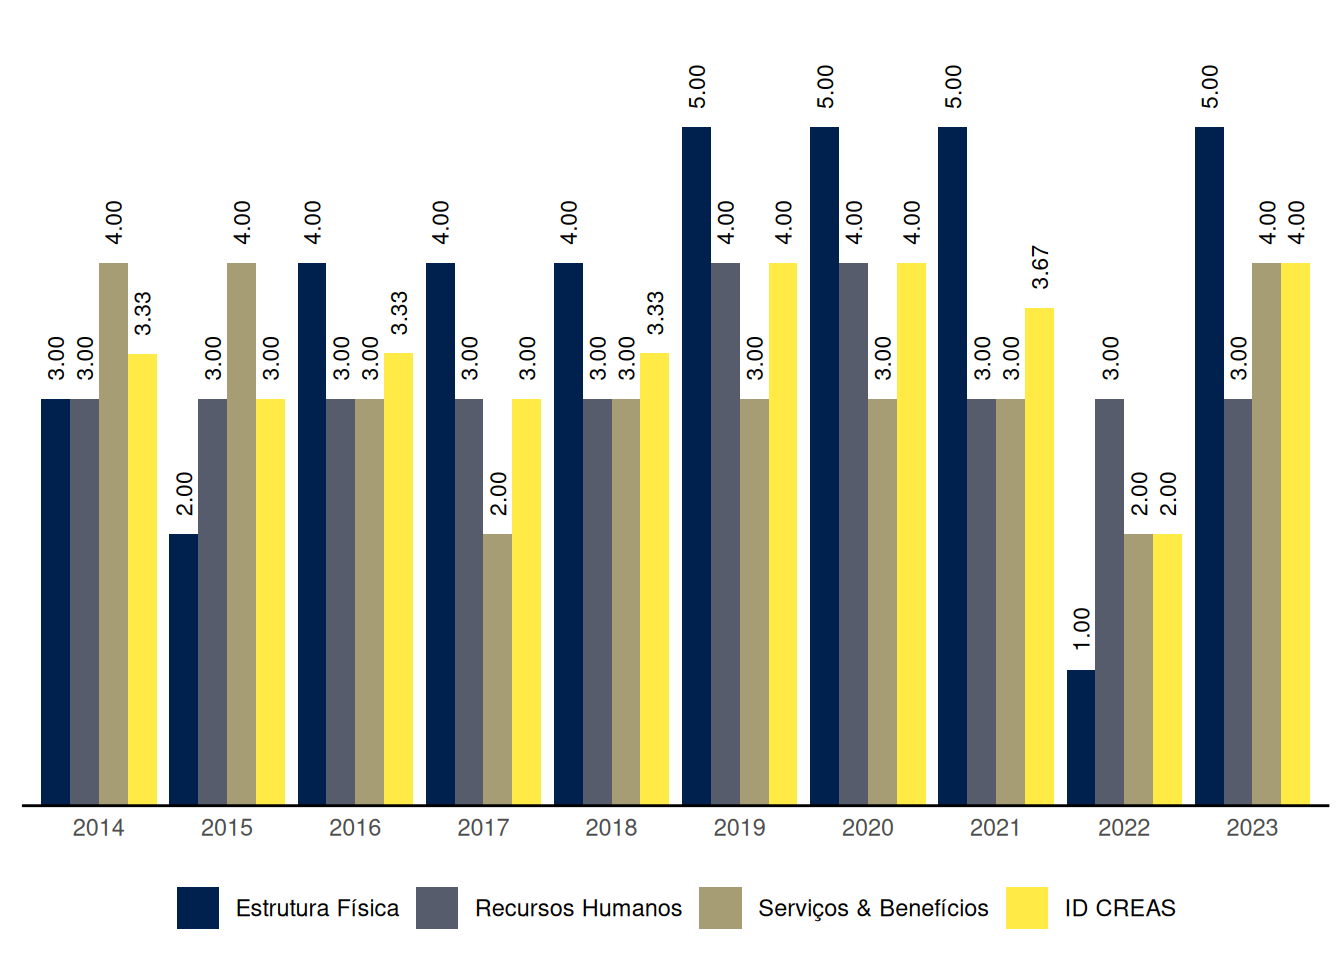 5.00 5.00 5.00 5.00
4.00 4.00 4.00 4.00 4.00 4.00 4.00 4.00 4.00 4.00 4.00
3.67
3.33 3.33 3.33
3.00 3.00 3.00 3.00 3.00 3.00 3.00 3.00 3.00 3.00 3.00 3.00 3.00 3.00 3.00 3.00
2.00 2.00 2.00 2.00
1.00
2014 2015 2016 2017 2018 2019 2020 2021 2022 2023
Estrutura Física Recursos Humanos Serviços & Benefícios ID CREAS